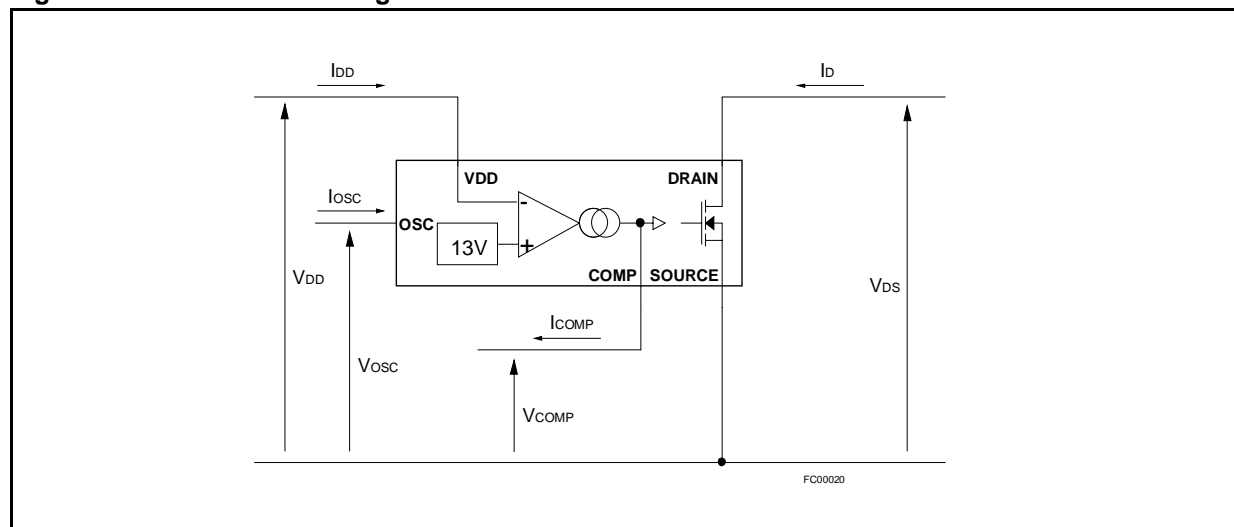 IDD
ID
VDD
DRAIN
IOSC
OSC
-
13V
+
COMP SOURCE
VDD
VDS
ICOMP
VOSC
VCOMP
FC00020